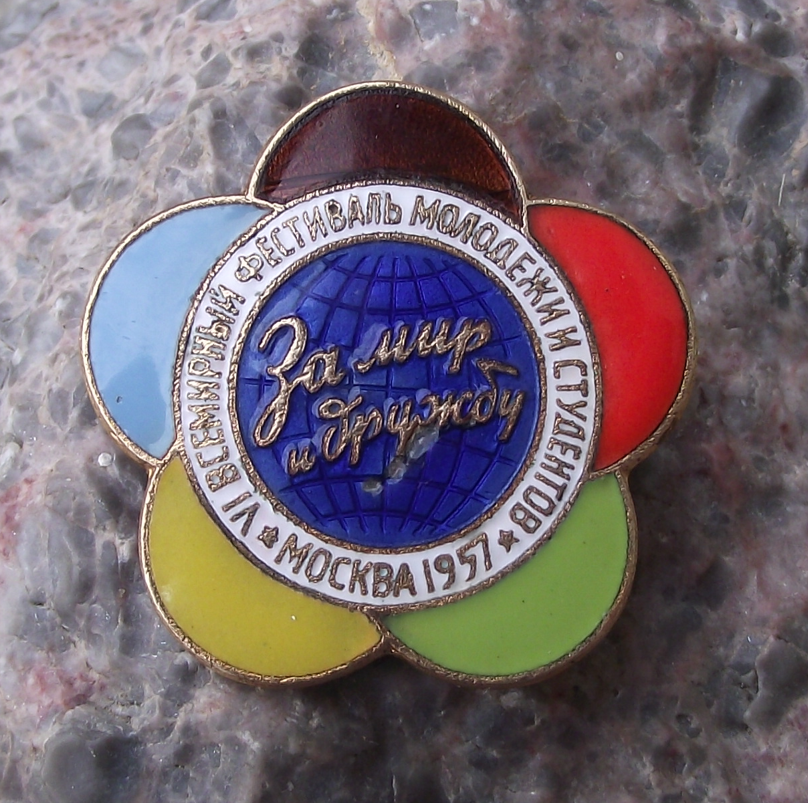 VI ВСЕМИРНЫЙ ФЕСТИВАЛЬ МОЛОДЕЖИ И СТУДЕНТОВ
За мир
и дружбу
МОСКВА 1957